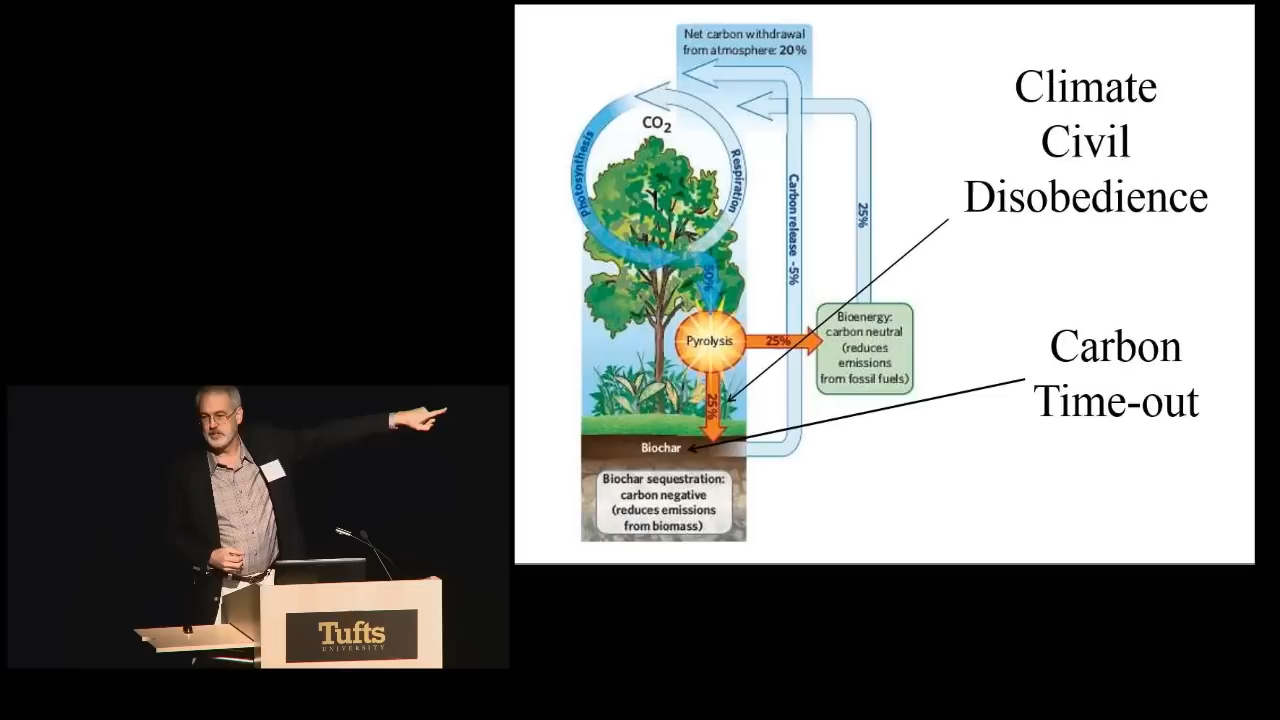 Net carbon withdrawal
from atmosphere: 20%
CO2
Photosynthesis
Respiration
Carbon release -5%
25%
50%
Pyrolysis
25%
25%
Bioenergy:
carbon neutral
(reduces
emissions
from fossil fuels)
Biochar
Biochar sequestration:
carbon negative
(reduces emissions
from biomass)
Climate
Civil
Disobedience
Carbon
Time-out
Tufts
UNIVERSITY